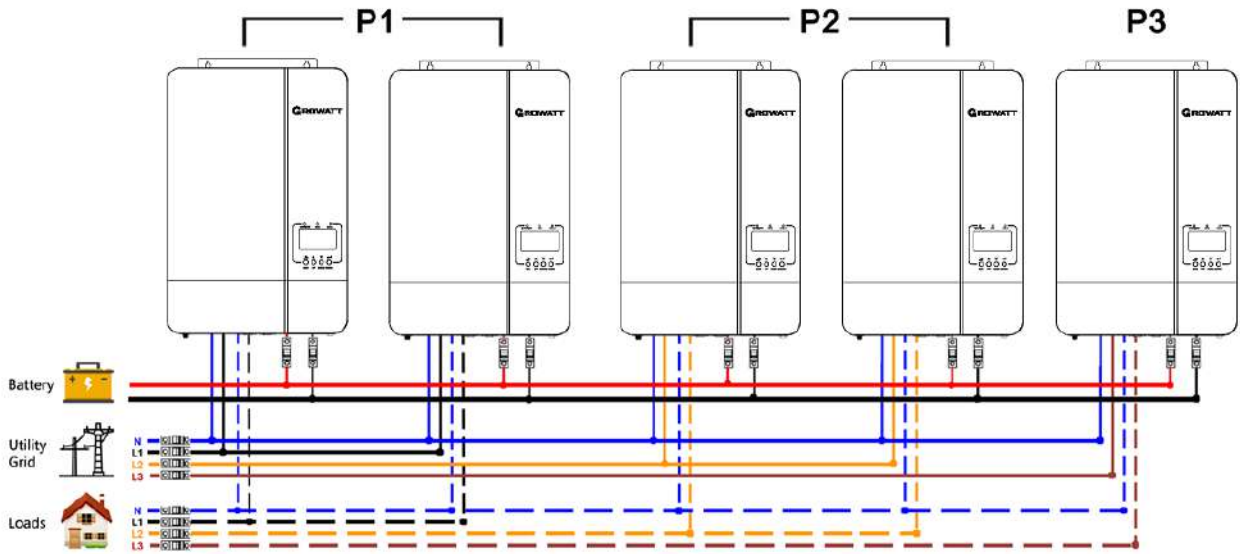 P1
P2
P3
GROWATT
GROWATT
GROWATT
GROWATT
GROWATT
Battery
+ -
Utility
Grid
N
L1
L2
L3
Loads
N
L1
L2
L3